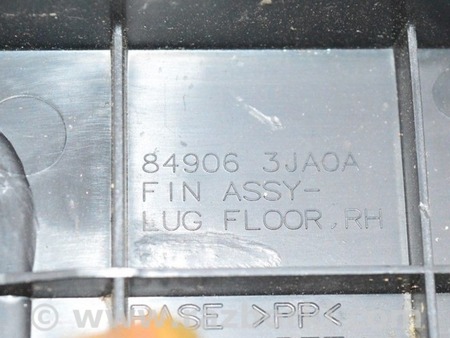 84906 3JA0A
FIN ASSY-
LUG FLOOR, RH
BASE >PP<